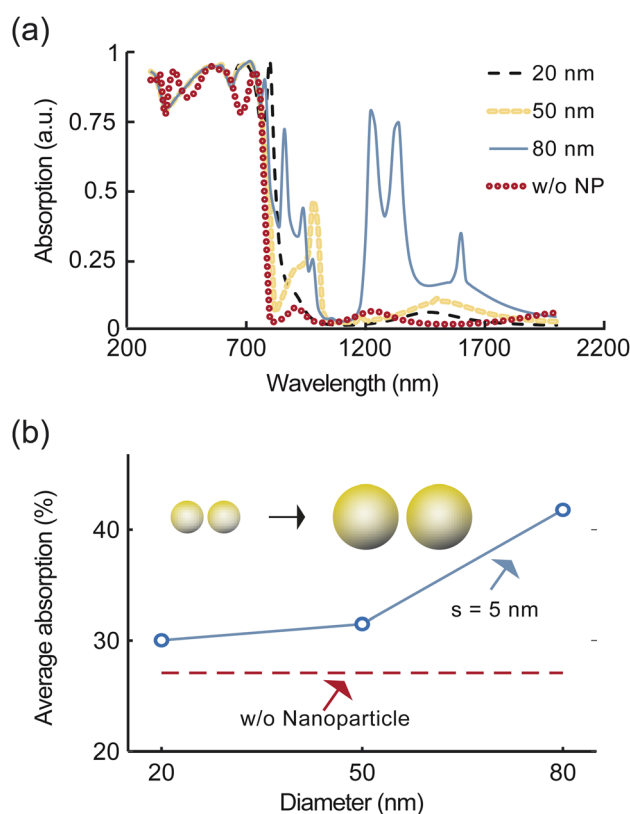 (a)
1
0.75
0.5
0.25
0
Absorption (a.u.)
20 nm
50 nm
80 nm
w/o NP
200 700 1200 1700 2200
Wavelength (nm)
(b)
40
30
20
Average absorption (%)
s = 5 nm
w/o Nanoparticle
20 50 80
Diameter (nm)